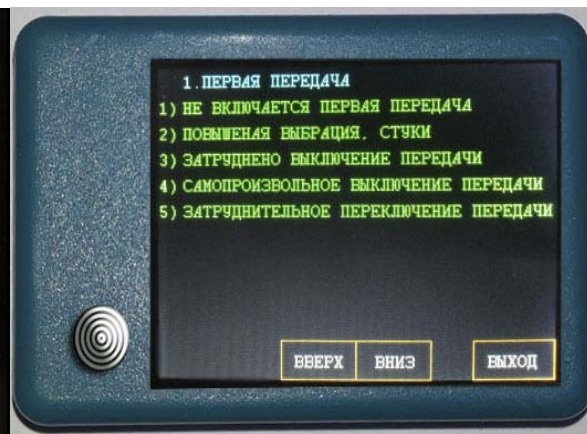 1.ПЕРВАЯ ПЕРЕДАЧА
1) НЕ ВКЛЮЧАЕТСЯ ПЕРВАЯ ПЕРЕДАЧА
2) ПОВЫШЕНАЯ ВЫБРАЦИЯ, СТУКИ
3) ЗАТРУДНЕНО ВЫКЛЮЧЕНИЕ ПЕРЕДАЧИ
4) САМОПРОИЗВОЛЬНОЕ ВЫКЛЮЧЕНИЕ ПЕРЕДАЧИ
5) ЗАТРУДНИТЕЛЬНОЕ ПЕРЕКЛЮЧЕНИЕ ПЕРЕДАЧИ
ВВЕРХ ВНИЗ ВЫХОД